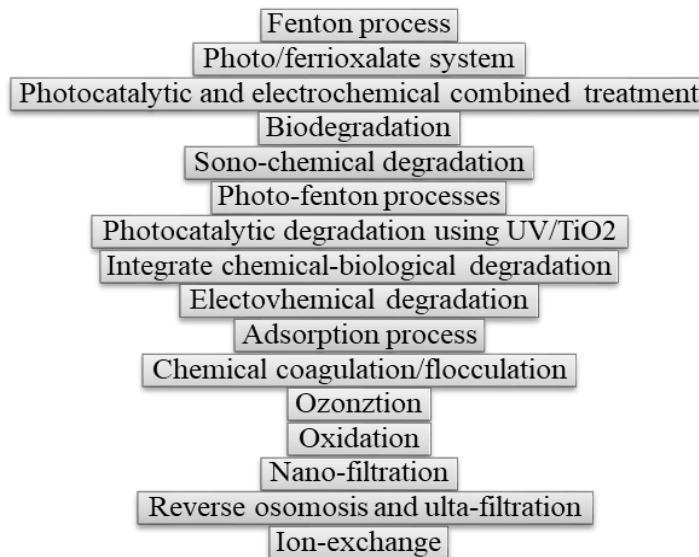 Fenton process
Photo/ferrioxalate system
Photocatalytic and electrochemical combined treatment
Biodegradation
Sono-chemical degradation
Photo-fenton processes
Photocatalytic degradation using UV/TiO2
Integrate chemical-biological degradation
Electovhemical degradation
Adsorption process
Chemical coagulation/flocculation
Ozonztion
Oxidation
Nano-filtration
Reverse osomosis and ulta-filtration
Ion-exchange